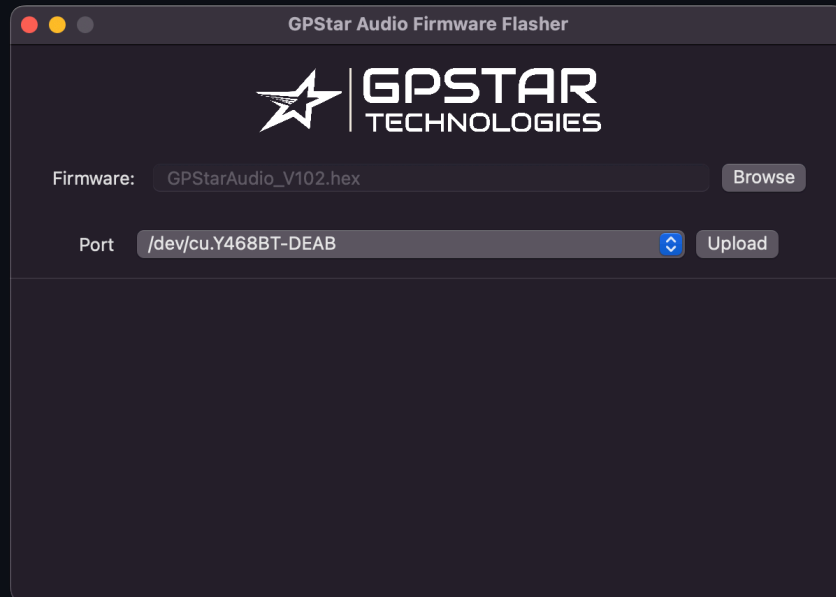 GPStar Audio Firmware Flasher
GPSTAR
TECHNOLOGIES
Firmware: GPStarAudio_V102.hex Browse
Port /dev/cu.Y468BT-DEAB Upload